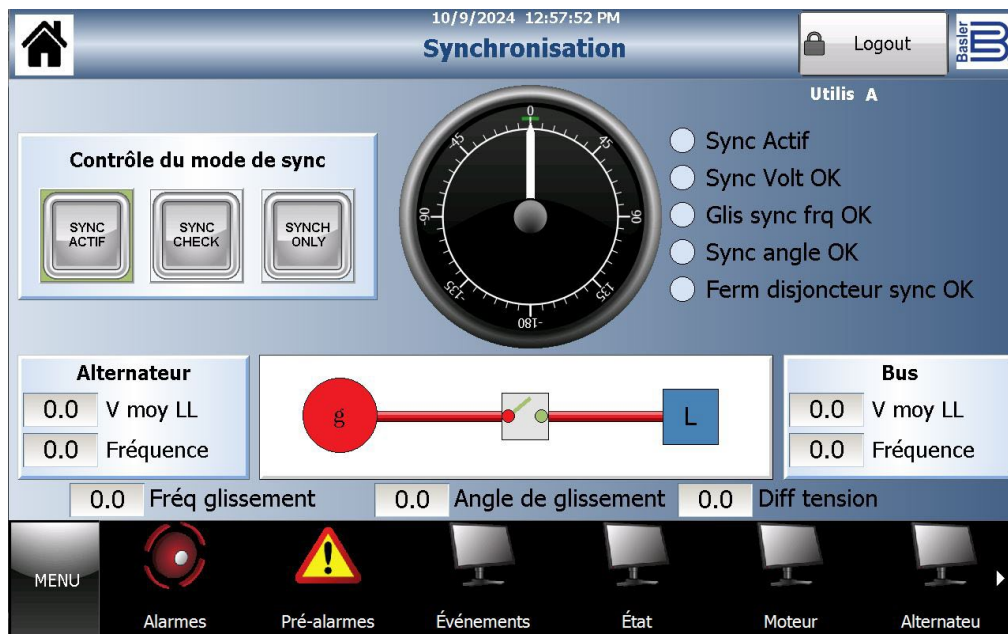 10/9/2024 12:57:52 PM
Synchronisation
Logout
Basler
Utilis A
Contrôle du mode de sync
SYNC
ACTIF
SYNC
CHECK
SYNCH
ONLY
0
45
90
135
-180-
-135
-90
-45
Sync Actif
Sync Volt OK
Glis sync frq OK
Sync angle OK
Ferm disjoncteur sync OK
Alternateur
0.0 V moy LL
0.0 Fréquence
g
L
Bus
0.0 V moy LL
0.0 Fréquence
0.0 Fréq glissement 0.0 Angle de glissement 0.0 Diff tension
MENU
Alarmes Pré-alarmes Événements État Moteur Alternateu